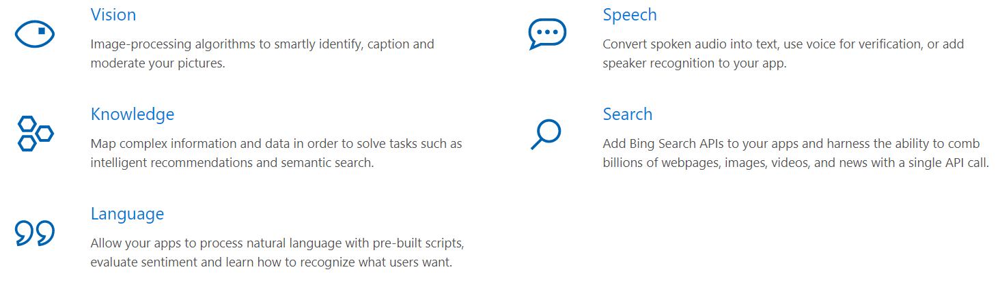 Vision
Image-processing algorithms to smartly identify, caption and
moderate your pictures.
Speech
Convert spoken audio into text, use voice for verification, or add
speaker recognition to your app.
Knowledge
Map complex information and data in order to solve tasks such as
intelligent recommendations and semantic search.
Search
Add Bing Search APIs to your apps and harness the ability to comb
billions of webpages, images, videos, and news with a single API call.
Language
Allow your apps to process natural language with pre-built scripts,
evaluate sentiment and learn how to recognize what users want.